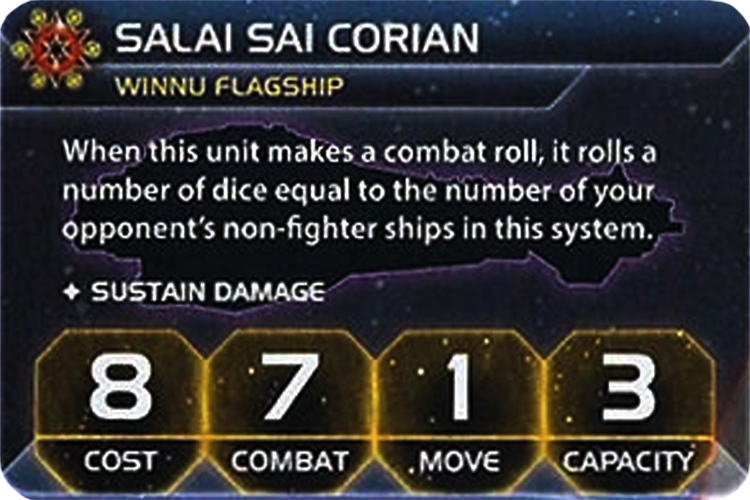 SALAI SAI CORIAN
WINNU FLAGSHIP
When this unit makes a combat roll, it rolls a
number of dice equal to the number of your
opponent's non-fighter ships in this system.
✦ SUSTAIN DAMAGE
8 7 1 3
COST COMBAT MOVE CAPACITY